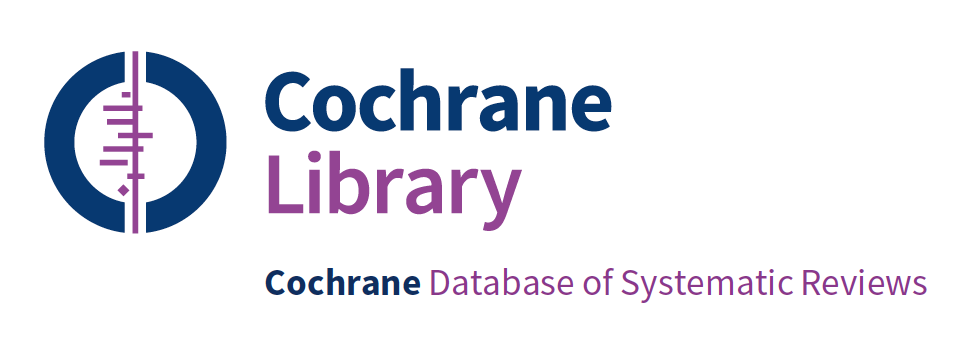 Cochrane
Library
Cochrane Database of Systematic Reviews